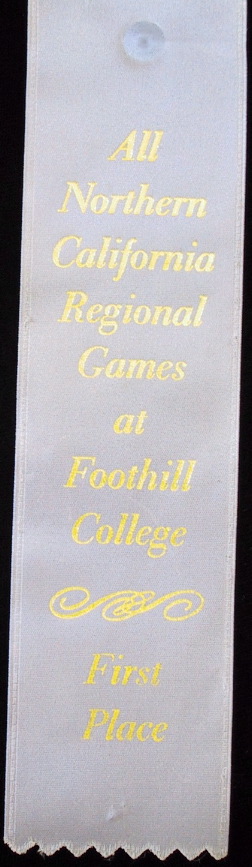 All
Northern
California
Regional
Games
at
Foothill
College
First
Place